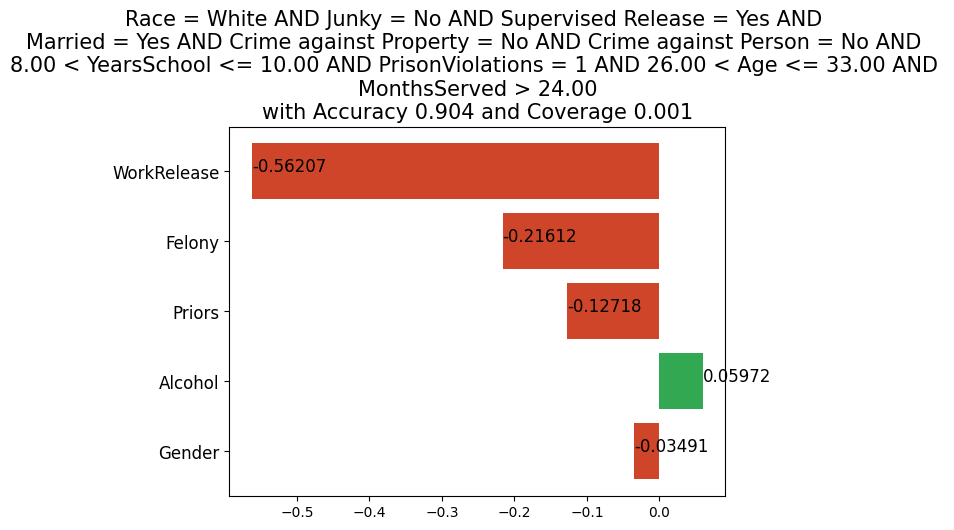 Race = White AND Junky = No AND Supervised Release = Yes AND
Married = Yes AND Crime against Property = No AND Crime against Person = No AND
8.00 < YearsSchool <= 10.00 AND PrisonViolations = 1 AND 26.00 < Age <= 33.00 AND
MonthsServed > 24.00
with Accuracy 0.904 and Coverage 0.001
WorkRelease -0.56207
Felony -0.21612
Priors -0.12718
Alcohol 0.05972
Gender -0.03491
−0.5 −0.4 −0.3 −0.2 −0.1 0.0